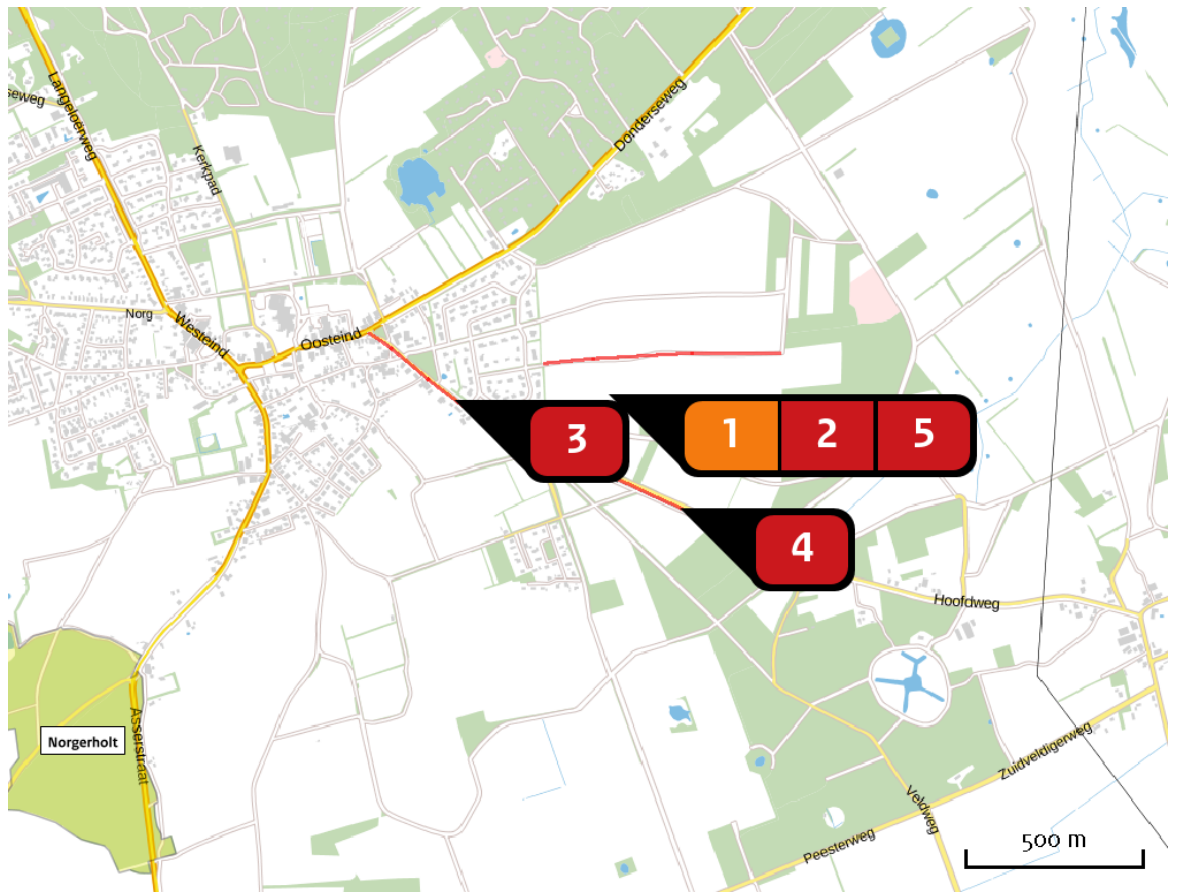 Langeloerweg
seweg
Kerkpad
Donderseweg
Norg
Westeind
Oosteind
3
1 2 5
4
Hoofdweg
Norgerholt
Asserstraat
Zuidveldigerweg
Veldweg
Peesterweg
500 m